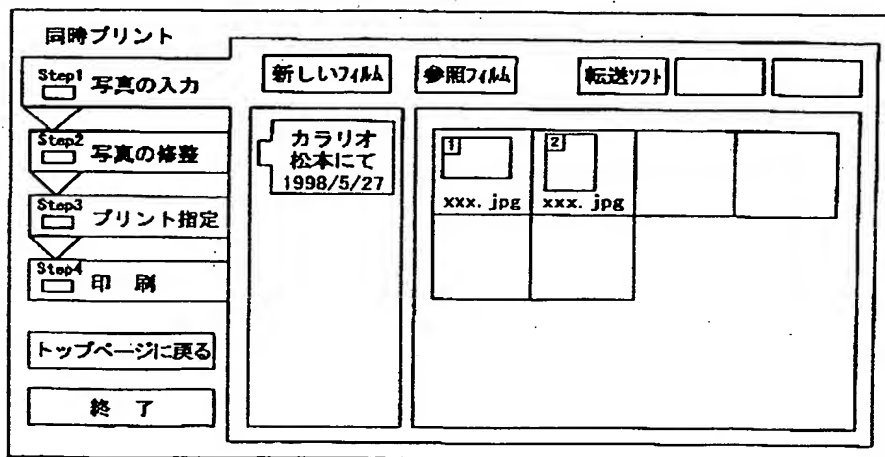 同時プリント
Step1 写真の入力
Step2 写真の修整
Step3 プリント指定
Step4 印 刷
トップページに戻る
終 了
新しいフィルム
参照フィルム
転送ソフト
カラリオ
松本にて
1998/5/27
1
xxx. jpg
2
xxx. jpg